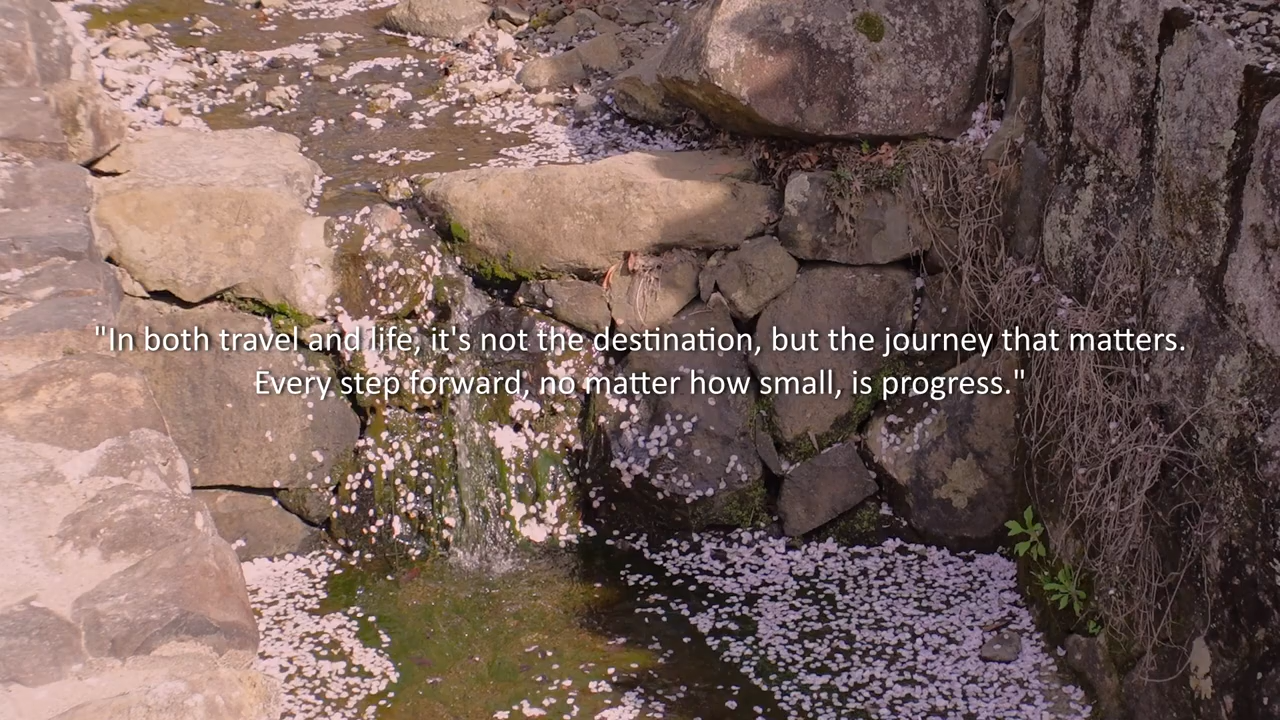 "In both travel and life, it's not the destination, but the journey that matters.
Every step forward, no matter how small, is progress."